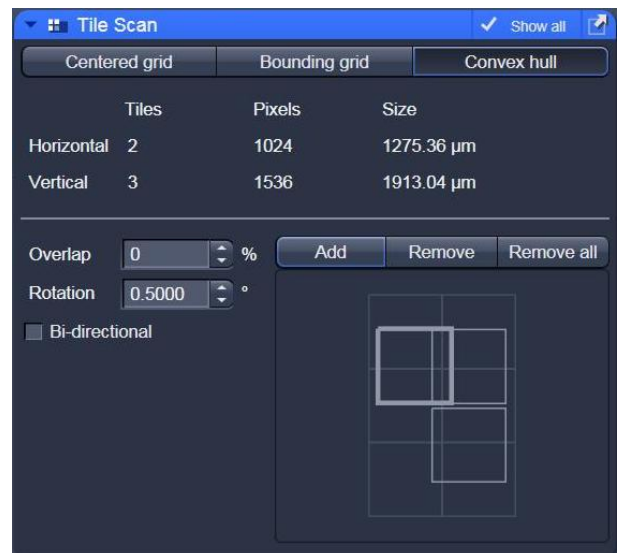 Tile Scan Show all
Centered grid Bounding grid Convex hull
Tiles Pixels Size
Horizontal 2 1024 1275.36 µm
Vertical 3 1536 1913.04 µm
Overlap 0 % Add Remove Remove all
Rotation 0.5000 °
Bi-directional